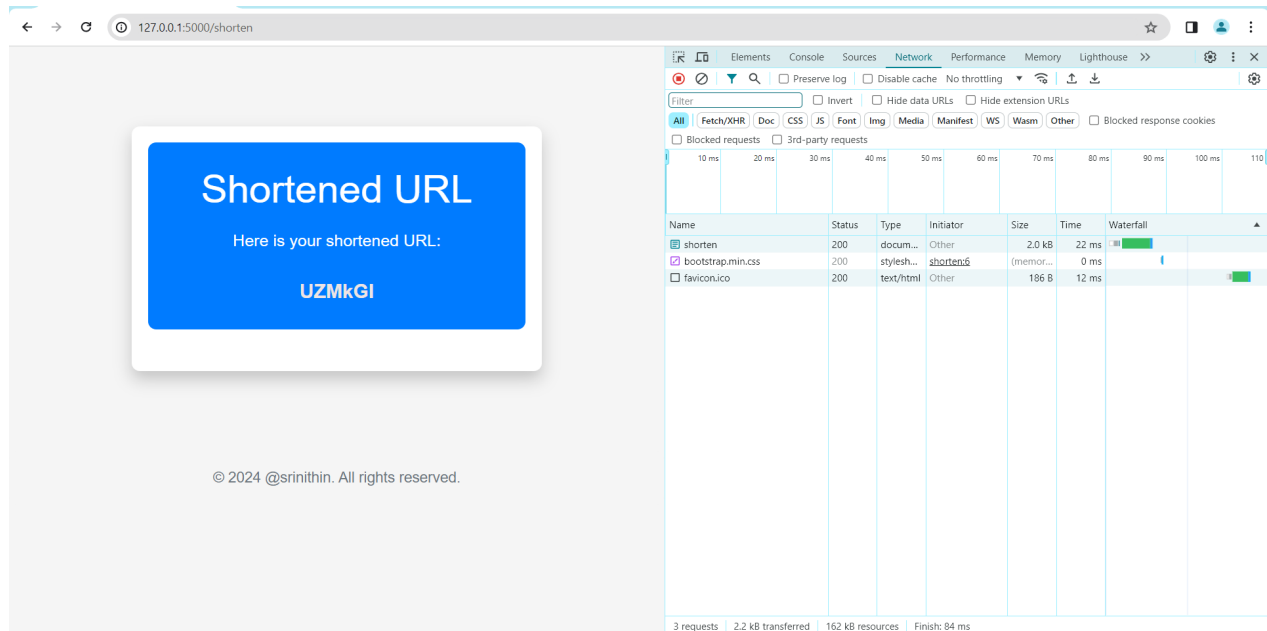 127.0.0.1:5000/shorten
Shortened URL
Here is your shortened URL:
UZMkGI
© 2024 @srinithin. All rights reserved.
Elements Console Sources Network Performance Memory Lighthouse
Preserve log Disable cache No throttling
Filter Invert Hide data URLs Hide extension URLs
All Fetch/XHR Doc CSS JS Font Img Media Manifest WS Wasm Other Blocked response cookies
Blocked requests 3rd-party requests
10 ms 20 ms 30 ms 40 ms 50 ms 60 ms 70 ms 80 ms 90 ms 100 ms 110
Name Status Type Initiator Size Time Waterfall
shorten 200 docum... Other 2.0 kB 22 ms
bootstrap.min.css 200 stylesh... shorten:6 (memor... 0 ms
favicon.ico 200 text/html Other 186 B 12 ms
3 requests 2.2 kB transferred 162 kB resources Finish: 84 ms